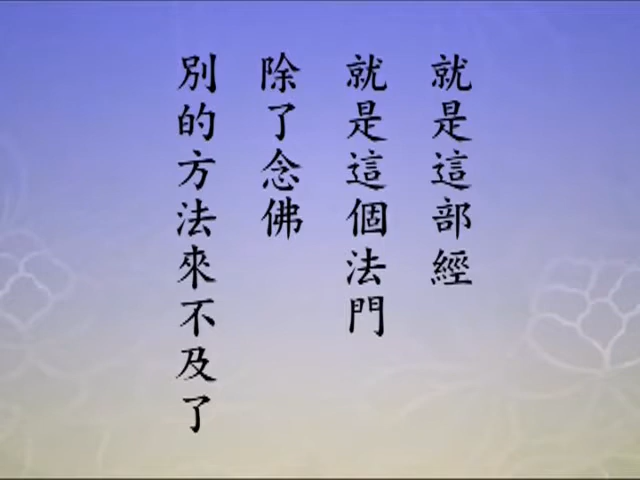 就是這部經
就是這個法門
除了念佛
別的方法來不及了